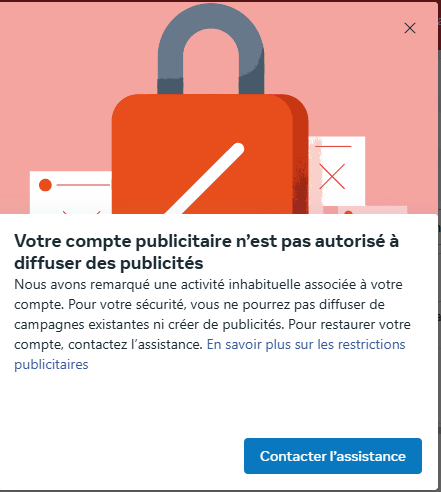 Votre compte publicitaire n’est pas autorisé à
diffuser des publicités
Nous avons remarqué une activité inhabituelle associée à votre
compte. Pour votre sécurité, vous ne pourrez pas diffuser de
campagnes existantes ni créer de publicités. Pour restaurer votre
compte, contactez l’assistance. En savoir plus sur les restrictions
publicitaires
Contacter l’assistance